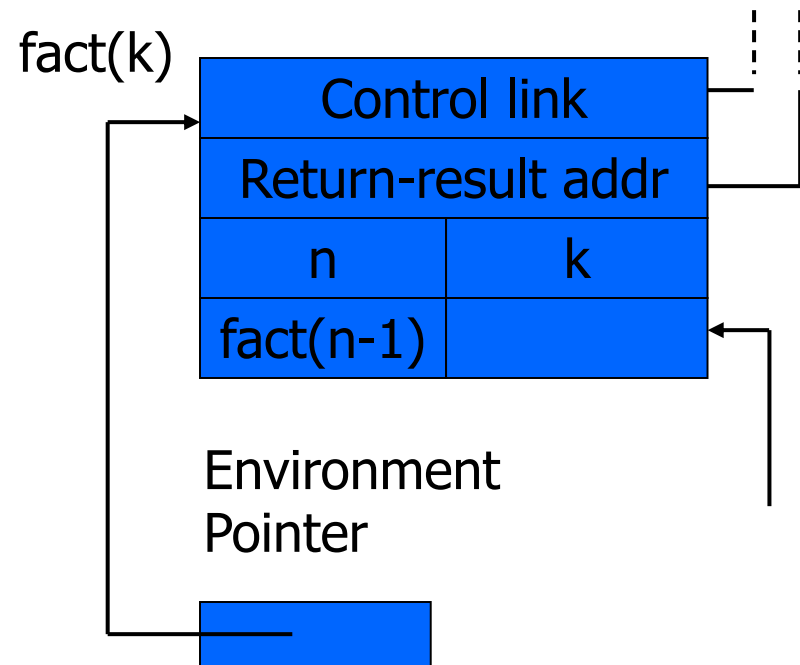 fact(k)
Control link
Return-result addr
n k
fact(n-1)
Environment
Pointer